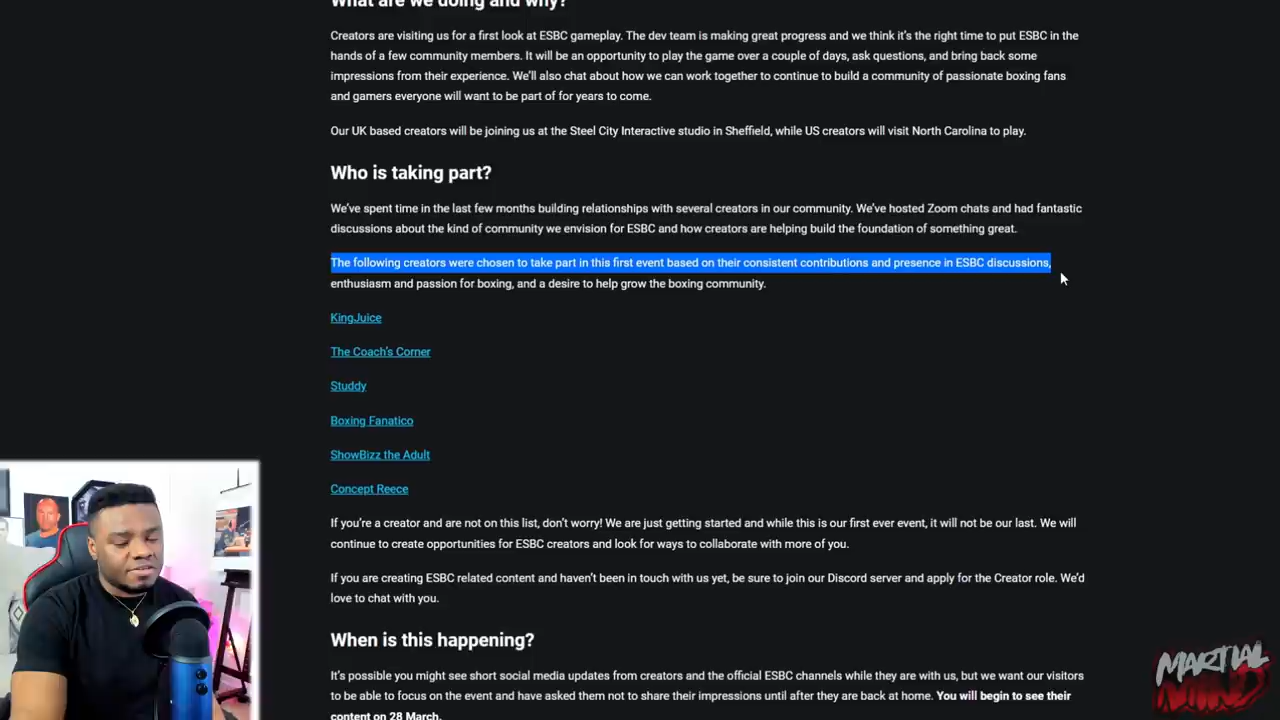 What are we doing and why?
Creators are visiting us for a first look at ESBC gameplay. The dev team is making great progress and we think it's the right time to put ESBC in the
hands of a few community members. It will be an opportunity to play the game over a couple of days, ask questions, and bring back some
impressions from their experience. We'll also chat about how we can work together to continue to build a community of passionate boxing fans
and gamers everyone will want to be part of for years to come.
Our UK based creators will be joining us at the Steel City Interactive studio in Sheffield, while US creators will visit North Carolina to play.
Who is taking part?
We've spent time in the last few months building relationships with several creators in our community. We've hosted Zoom chats and had fantastic
discussions about the kind of community we envision for ESBC and how creators are helping build the foundation of something great.
The following creators were chosen to take part in this first event based on their consistent contributions and presence in ESBC discussions,
enthusiasm and passion for boxing, and a desire to help grow the boxing community.
KingJuice
The Coach's Corner
Studdy
Boxing Fanatico
ShowBizz the Adult
Concept Reece
If you're a creator and are not on this list, don't worry! We are just getting started and while this is our first ever event, it will not be our last. We will
continue to create opportunities for ESBC creators and look for ways to collaborate with more of you.
If you are creating ESBC related content and haven't been in touch with us yet, be sure to join our Discord server and apply for the Creator role. We'd
love to chat with you.
When is this happening?
It's possible you might see short social media updates from creators and the official ESBC channels while they are with us, but we want our visitors
to be able to focus on the event and have asked them not to share their impressions until after they are back at home. You will begin to see their
content on 28 March.
MARTIAL
MIND